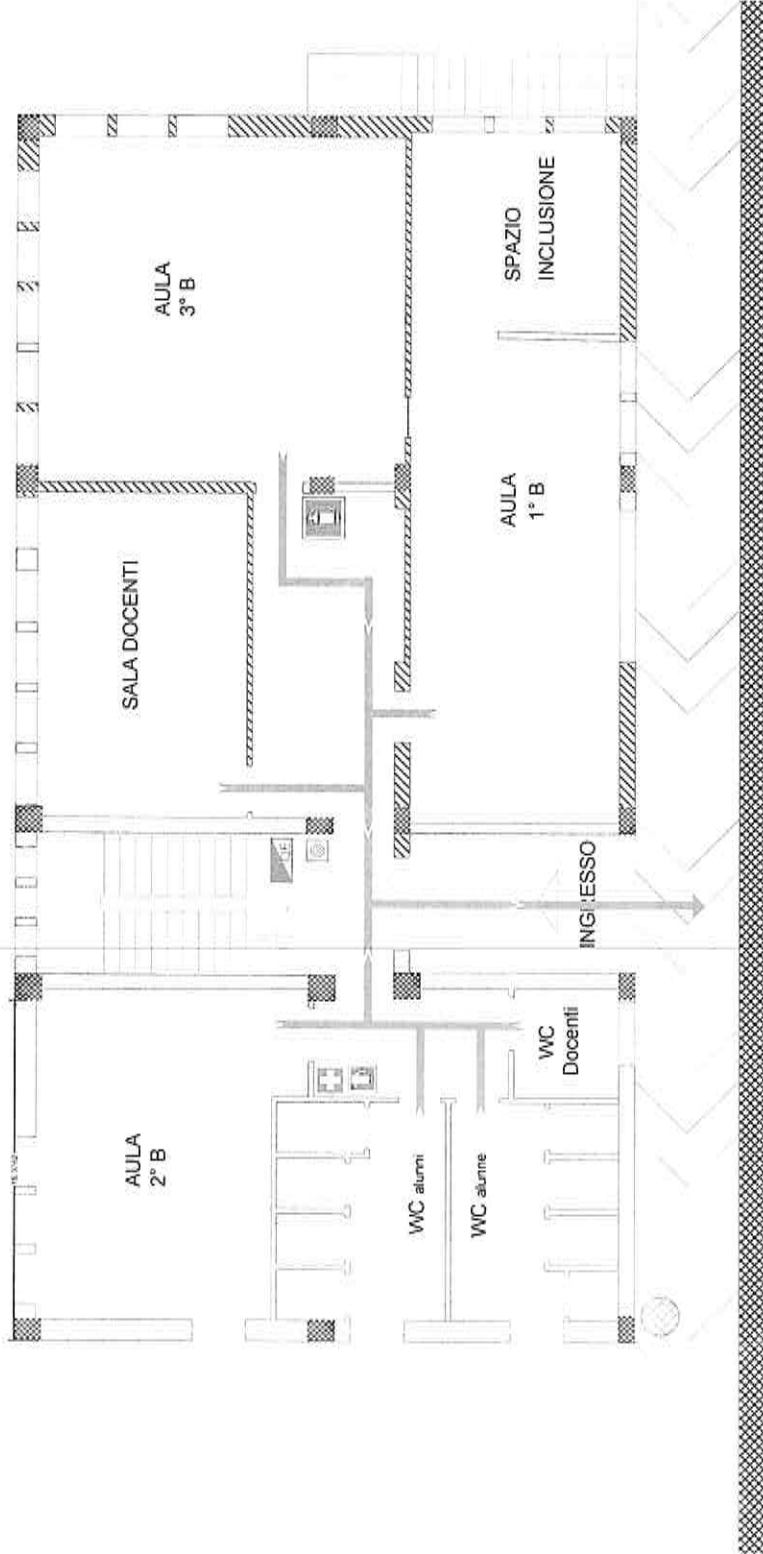 AULA
2° B
WC alunni
WC alunne
WC
Docenti
INGRESSO
SALA DOCENTI
AULA
3° B
AULA
1° B
SPAZIO
INCLUSIONE